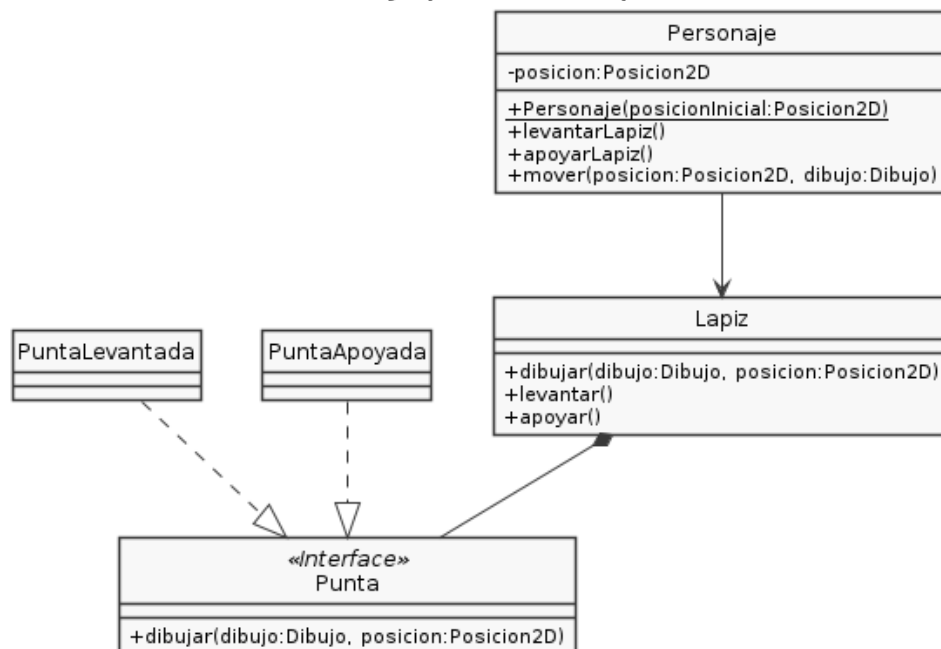 Personaje
-posicion:Posicion2D
+Personaje(posicionInicial:Posicion2D)
+levantarLapiz()
+apoyarLapiz()
+mover(posicion:Posicion2D, dibujo:Dibujo)
Lapiz
+dibujar(dibujo:Dibujo, posicion:Posicion2D)
+levantar()
+apoyar()
PuntaLevantada
PuntaApoyada
«Interface»
Punta
+dibujar(dibujo:Dibujo, posicion:Posicion2D)